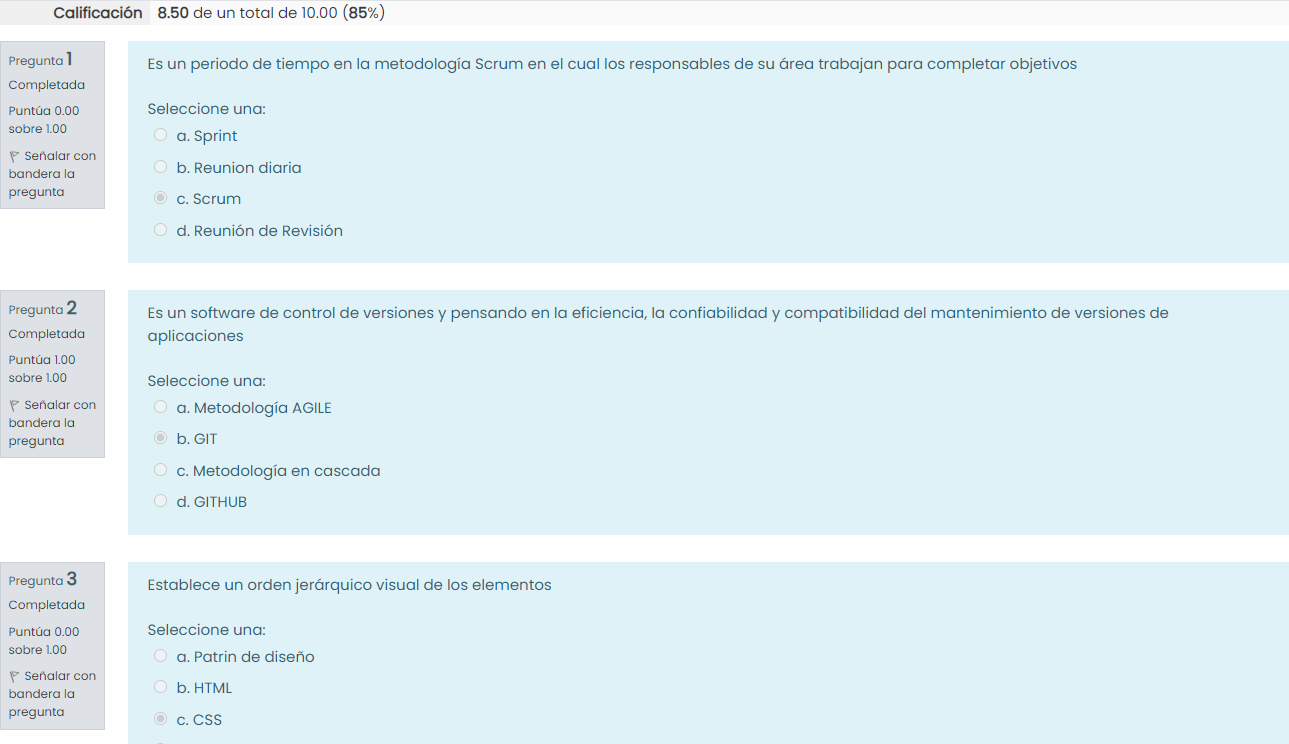 Calificación 8.50 de un total de 10.00 (85%)
Pregunta 1
Completada
Puntúa 0.00
sobre 1.00
Señalar con
bandera la
pregunta
Es un periodo de tiempo en la metodología Scrum en el cual los responsables de su área trabajan para completar objetivos
Seleccione una:
a. Sprint
b. Reunion diaria
c. Scrum
d. Reunión de Revisión
Pregunta 2
Completada
Puntúa 1.00
sobre 1.00
Señalar con
bandera la
pregunta
Es un software de control de versiones y pensando en la eficiencia, la confiabilidad y compatibilidad del mantenimiento de versiones de
aplicaciones
Seleccione una:
a. Metodología AGILE
b. GIT
c. Metodología en cascada
d. GITHUB
Pregunta 3
Completada
Puntúa 0.00
sobre 1.00
Señalar con
bandera la
pregunta
Establece un orden jerárquico visual de los elementos
Seleccione una:
a. Patrin de diseño
b. HTML
c. CSS